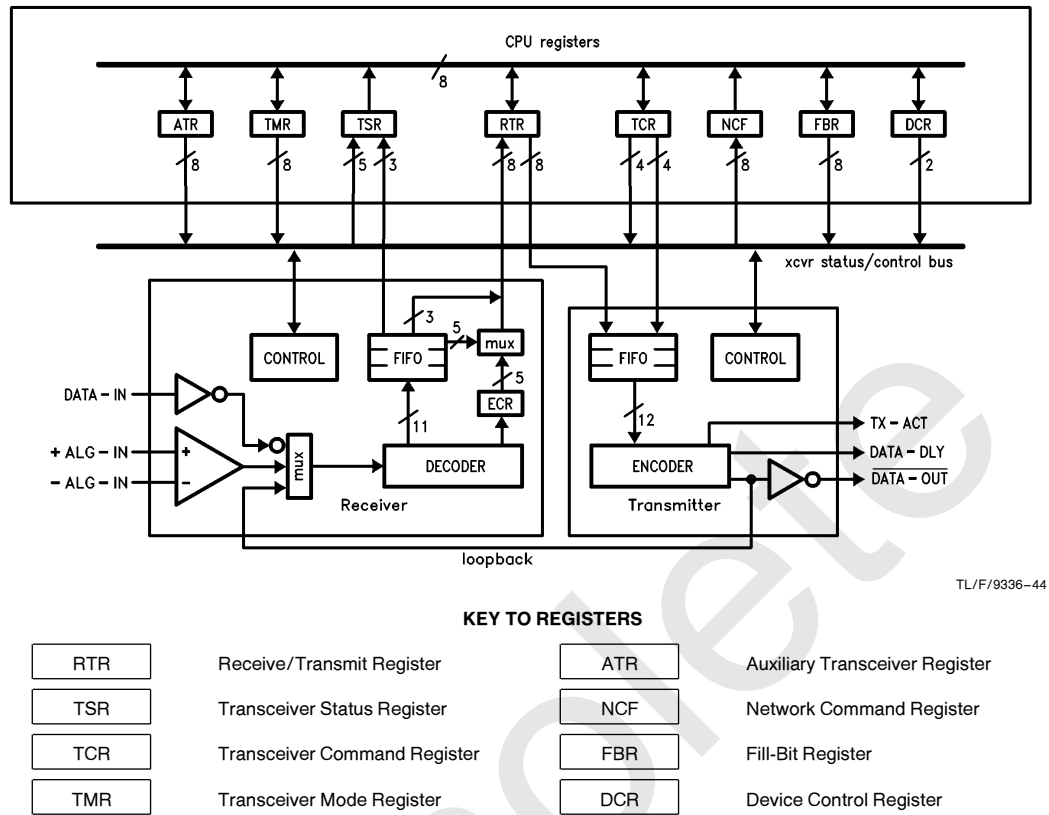 CPU registers
8
ATR TMR TSR RTR TCR NCF FBR DCR
8 8 5 3 8 8 4 4 8 8 2
xcvr status/control bus
3
5
CONTROL FIFO mux FIFO CONTROL
5
DATA-IN ECR
11 12
TX-ACT
+ ALG-IN + mux DECODER ENCODER DATA-DLY
- ALG-IN - DATA-OUT
Receiver Transmitter
loopback
TL/F/9336–44
KEY TO REGISTERS
RTR Receive/Transmit Register ATR Auxiliary Transceiver Register
TSR Transceiver Status Register NCF Network Command Register
TCR Transceiver Command Register FBR Fill-Bit Register
TMR Transceiver Mode Register DCR Device Control Register